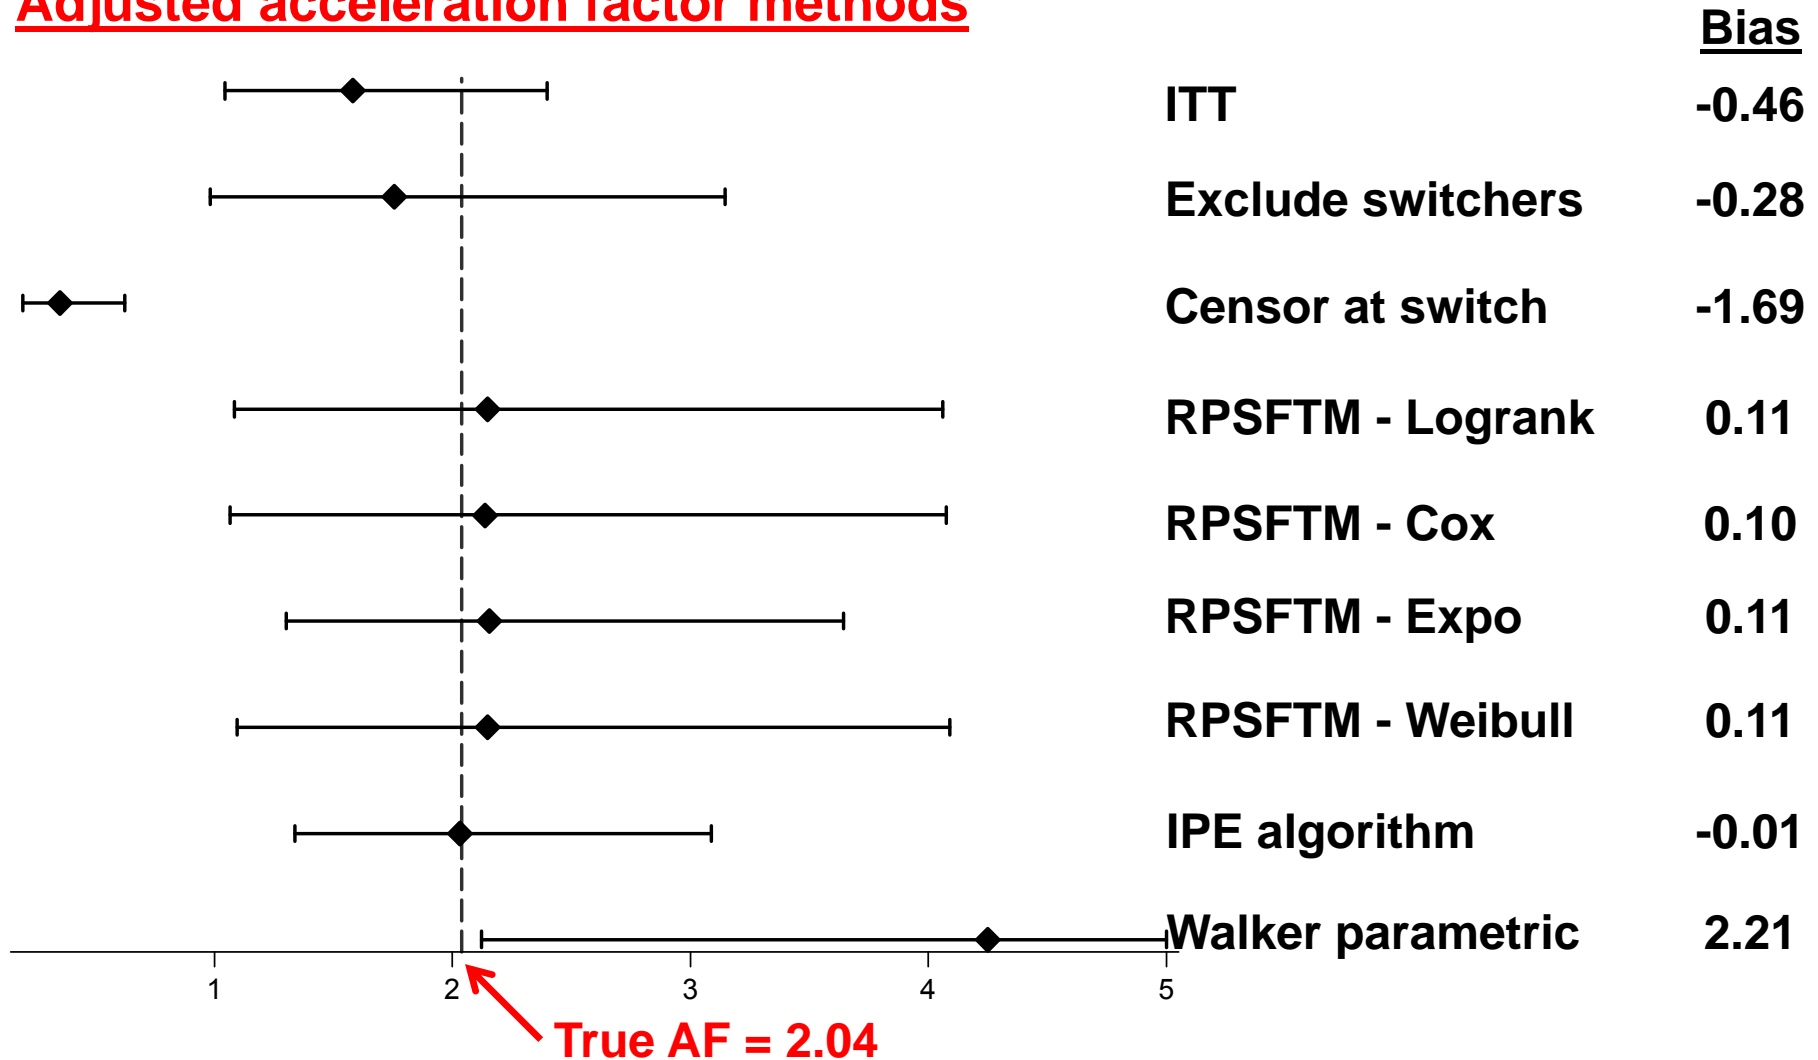 Adjusted acceleration factor methods
Bias
ITT -0.46
Exclude switchers -0.28
Censor at switch -1.69
RPSFTM - Logrank 0.11
RPSFTM - Cox 0.10
RPSFTM - Expo 0.11
RPSFTM - Weibull 0.11
IPE algorithm -0.01
Walker parametric 2.21
1 2 3 4 5
True AF = 2.04